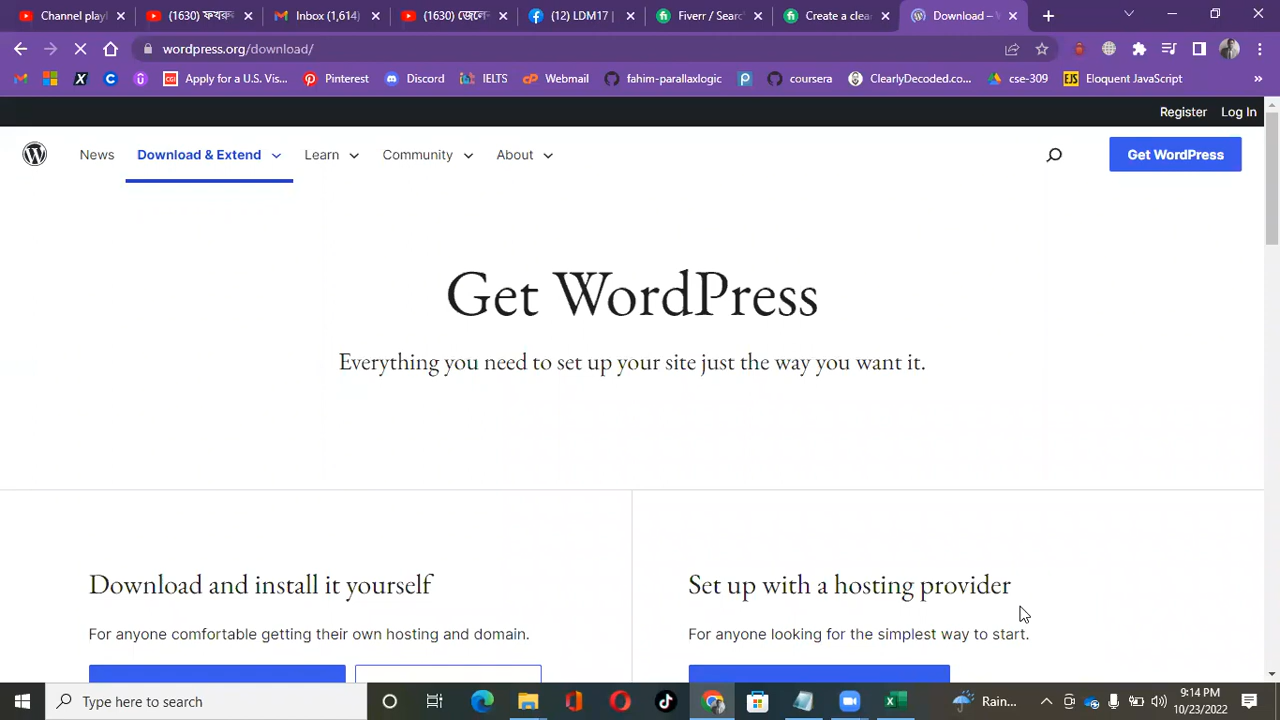 Channel playi
(1630) ফখরুদ
Inbox (1,614)
(1630) জেলে
(12) LDM17 |
Fiverr / Sear
Create a clea
Download –
wordpress.org/download/
Apply for a U.S. Vis...
Pinterest
Discord
IELTS
Webmail
fahim-parallaxlogic
coursera
ClearlyDecoded.co...
cse-309
Eloquent JavaScript
Register
Log In
News
Download & Extend
Learn
Community
About
Get WordPress
Get WordPress
Everything you need to set up your site just the way you want it.
Download and install it yourself
Set up with a hosting provider
For anyone comfortable getting their own hosting and domain.
For anyone looking for the simplest way to start.
Type here to search
Rain...
9:14 PM
10/23/2022